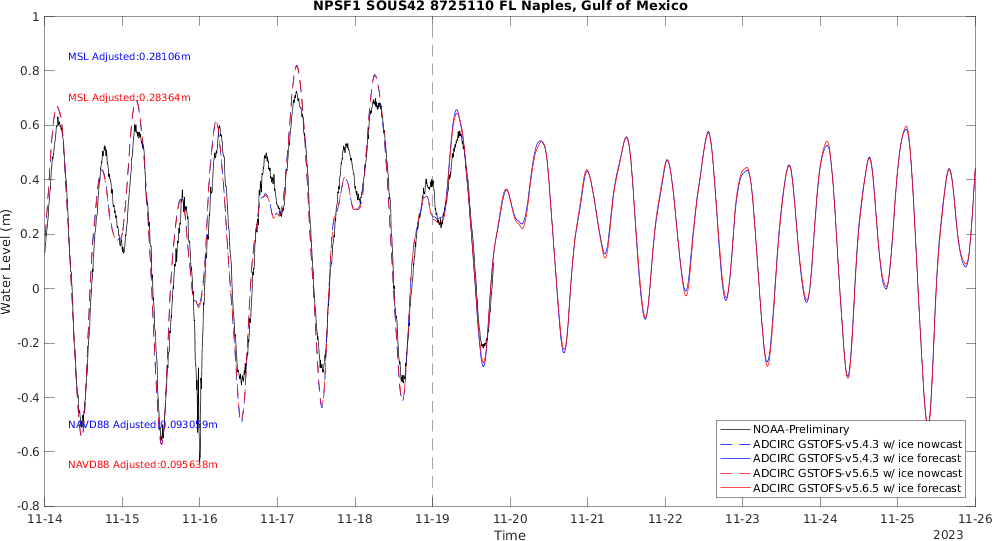 NPSF1 SOUS42 8725110 FL Naples, Gulf of Mexico
1
0.8
0.6
0.4
0.2
0
-0.2
-0.4
-0.6
-0.8
Water Level (m)
MSL Adjusted:0.28106m
MSL Adjusted:0.28364m
NAVD88 Adjusted:0.093059m
NAVD88 Adjusted:0.095638m
NOAA-Preliminary
ADCIRC GSTOFS-v5.4.3 w/ ice nowcast
ADCIRC GSTOFS-v5.4.3 w/ ice forecast
ADCIRC GSTOFS-v5.6.5 w/ ice nowcast
ADCIRC GSTOFS-v5.6.5 w/ ice forecast
11-14 11-15 11-16 11-17 11-18 11-19 11-20 11-21 11-22 11-23 11-24 11-25 11-26
Time
2023